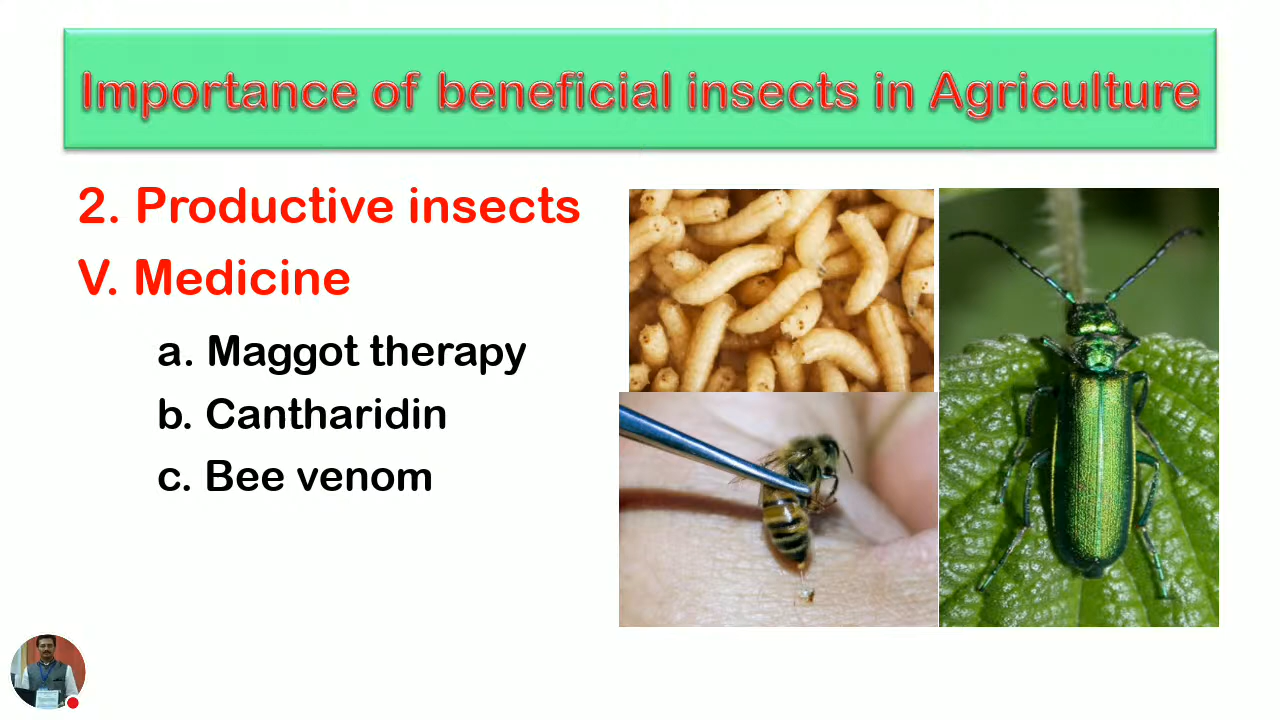 Importance of beneficial insects in Agriculture
2. Productive insects
V. Medicine
a. Maggot therapy
b. Cantharidin
c. Bee venom